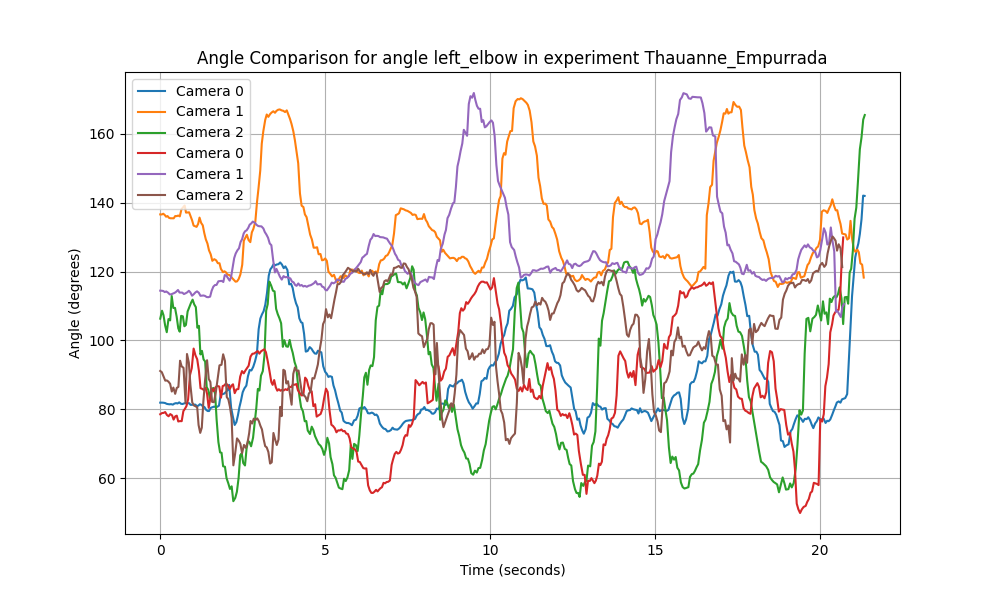 Angle Comparison for angle left_elbow in experiment Thauanne_Empurrada
Camera 0
Camera 1
Camera 2
Camera 0
Camera 1
Camera 2
160
140
120
100
80
60
Angle (degrees)
0 5 10 15 20
Time (seconds)